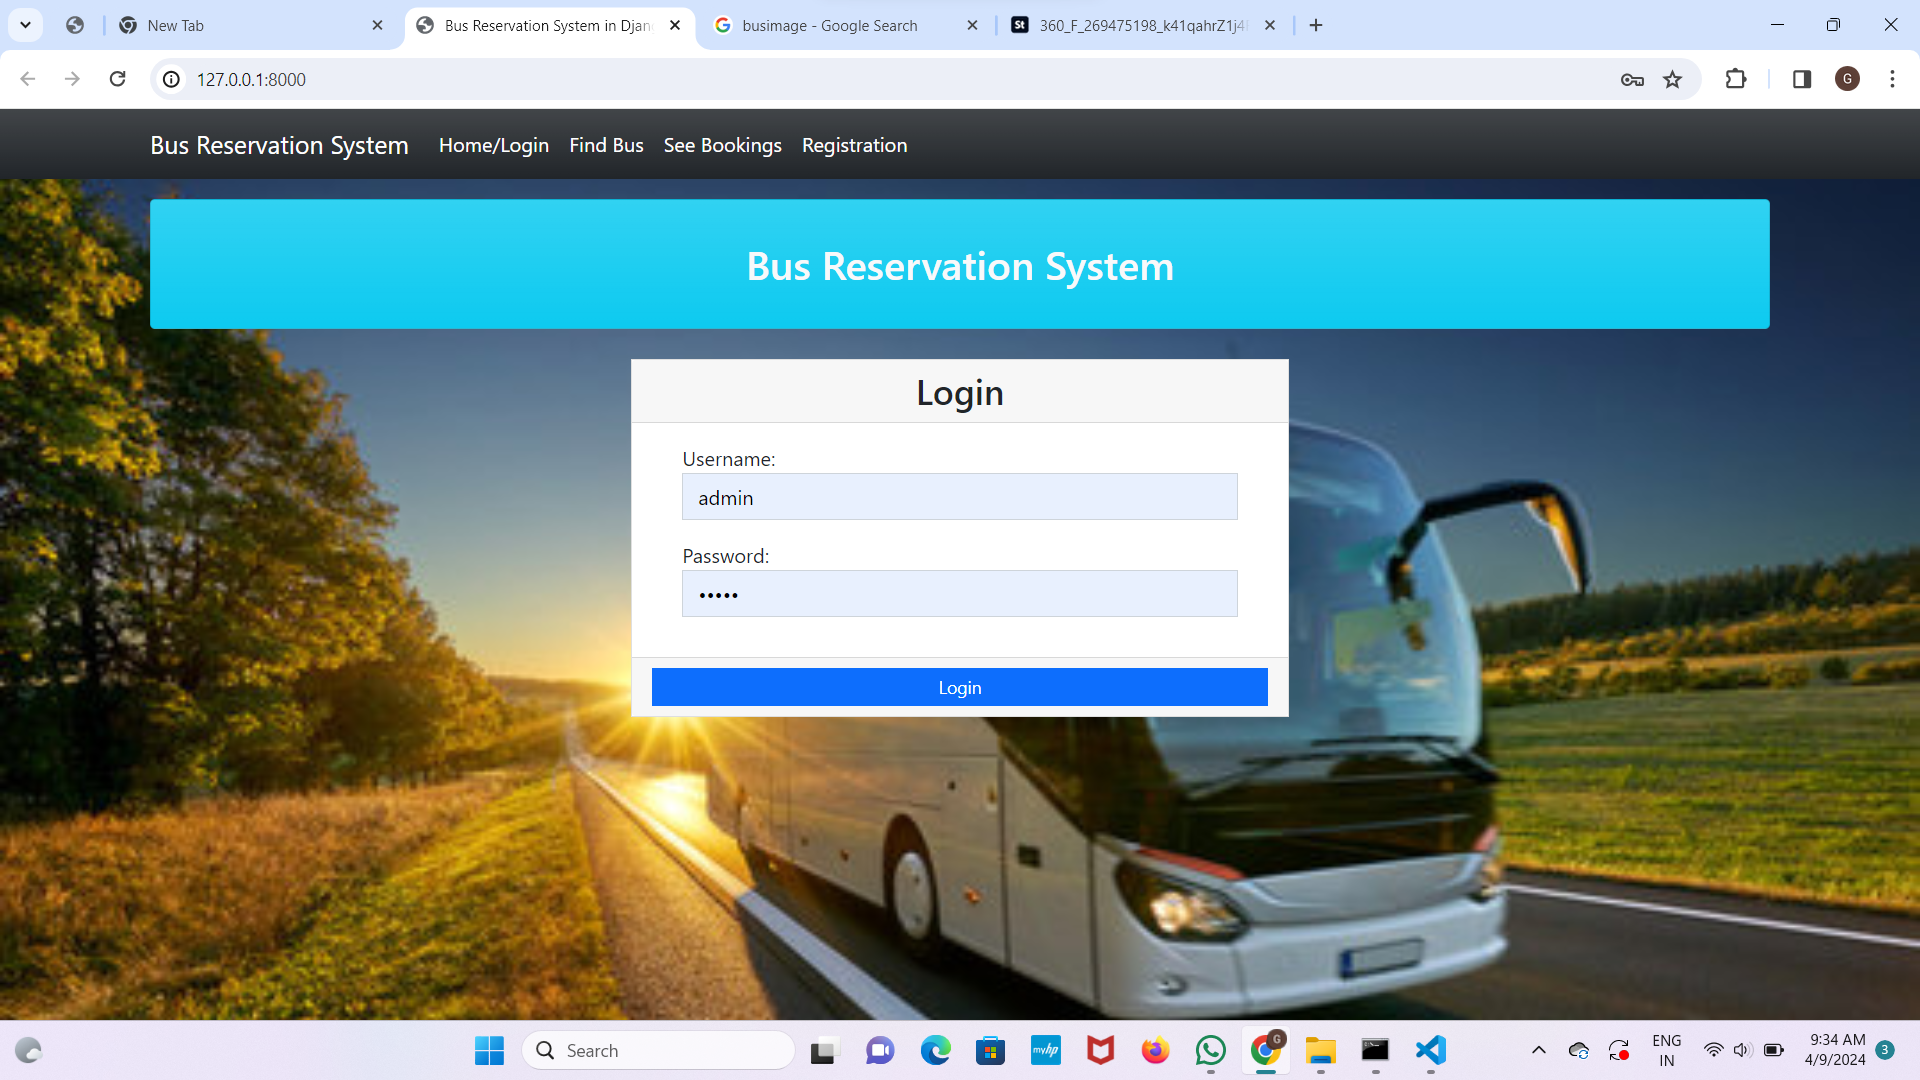 New Tab
Bus Reservation System in Djan
busimage - Google Search
St
360_F_269475198_k41qahrZ1j4
127.0.0.1:8000
G
Bus Reservation System
Home/Login
Find Bus
See Bookings
Registration
Bus Reservation System
Login
Username:
admin
Password:
•••••
Login
Search
myhp
G
ENG
IN
9:34 AM
4/9/2024
3